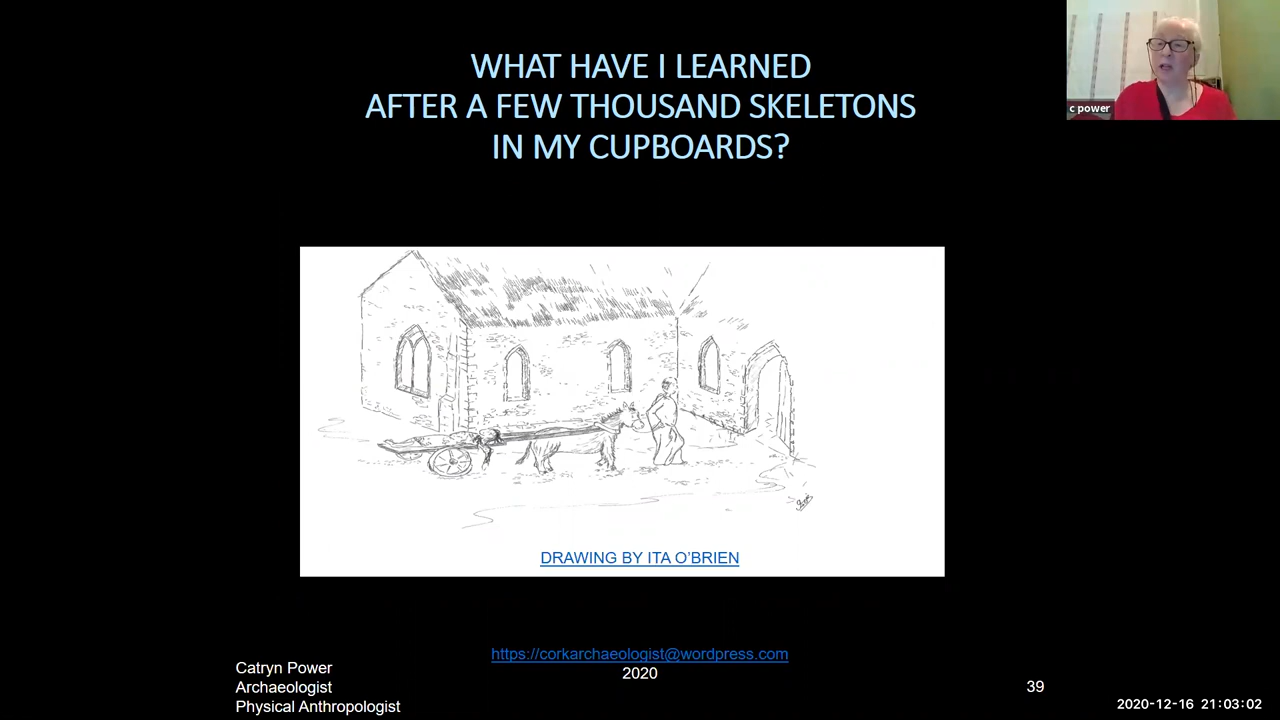 WHAT HAVE I LEARNED
AFTER A FEW THOUSAND SKELETONS
IN MY CUPBOARDS?
c power
DRAWING BY ITA O'BRIEN
https://corkarchaeologist@wordpress.com
2020
Catryn Power
Archaeologist
Physical Anthropologist
39
2020-12-16 21:03:02